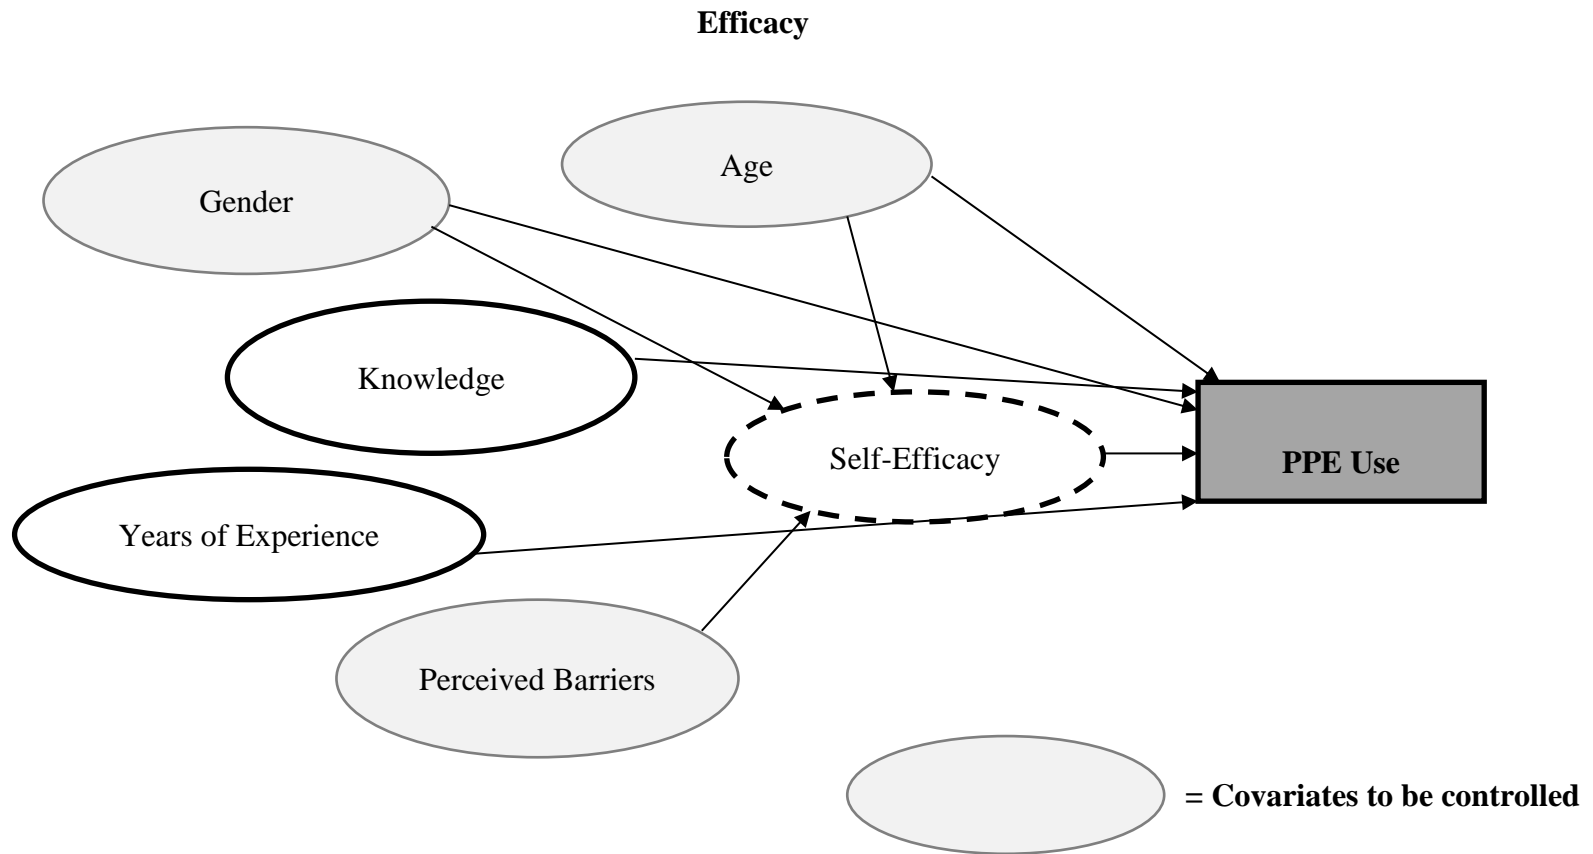 Efficacy
Age
Gender
Knowledge
Self-Efficacy
PPE Use
Years of Experience
Perceived Barriers
= Covariates to be controlled